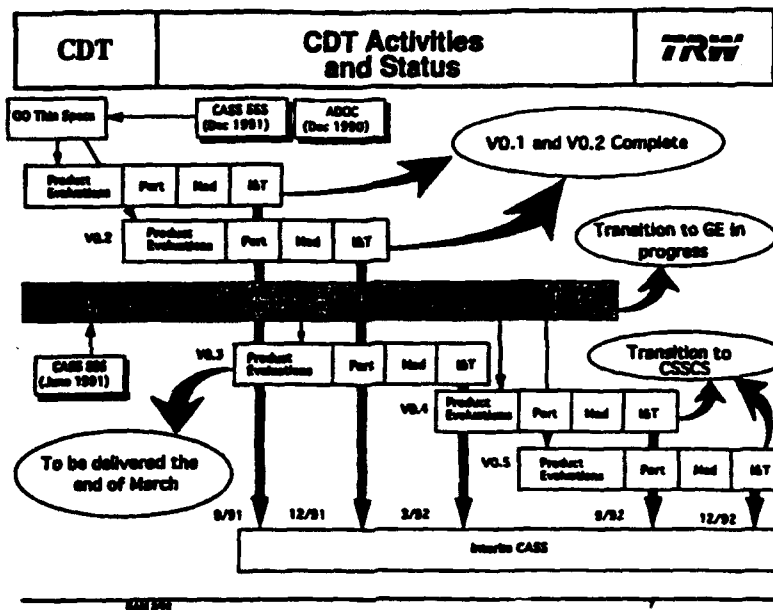 CDT
CDT Activities
and Status
TRW
GO Thin Specs
CASS SSS
(Dec 1991)
ADOC
(Dec 1990)
V0.1 and V0.2 Complete
Product
Evaluations
Port
Mod
I&T
V0.2
Product
Evaluations
Port
Mod
I&T
Transition to GE in
progress
CASS SSS
(June 1991)
V0.3
Product
Evaluations
Port
Mod
I&T
Transition to
CSSCS
V0.4
Product
Evaluations
Port
Mod
I&T
To be delivered the
end of March
V0.5
Product
Evaluations
Port
Mod
I&T
9/91
12/91
3/92
9/92
12/92
Interim CASS